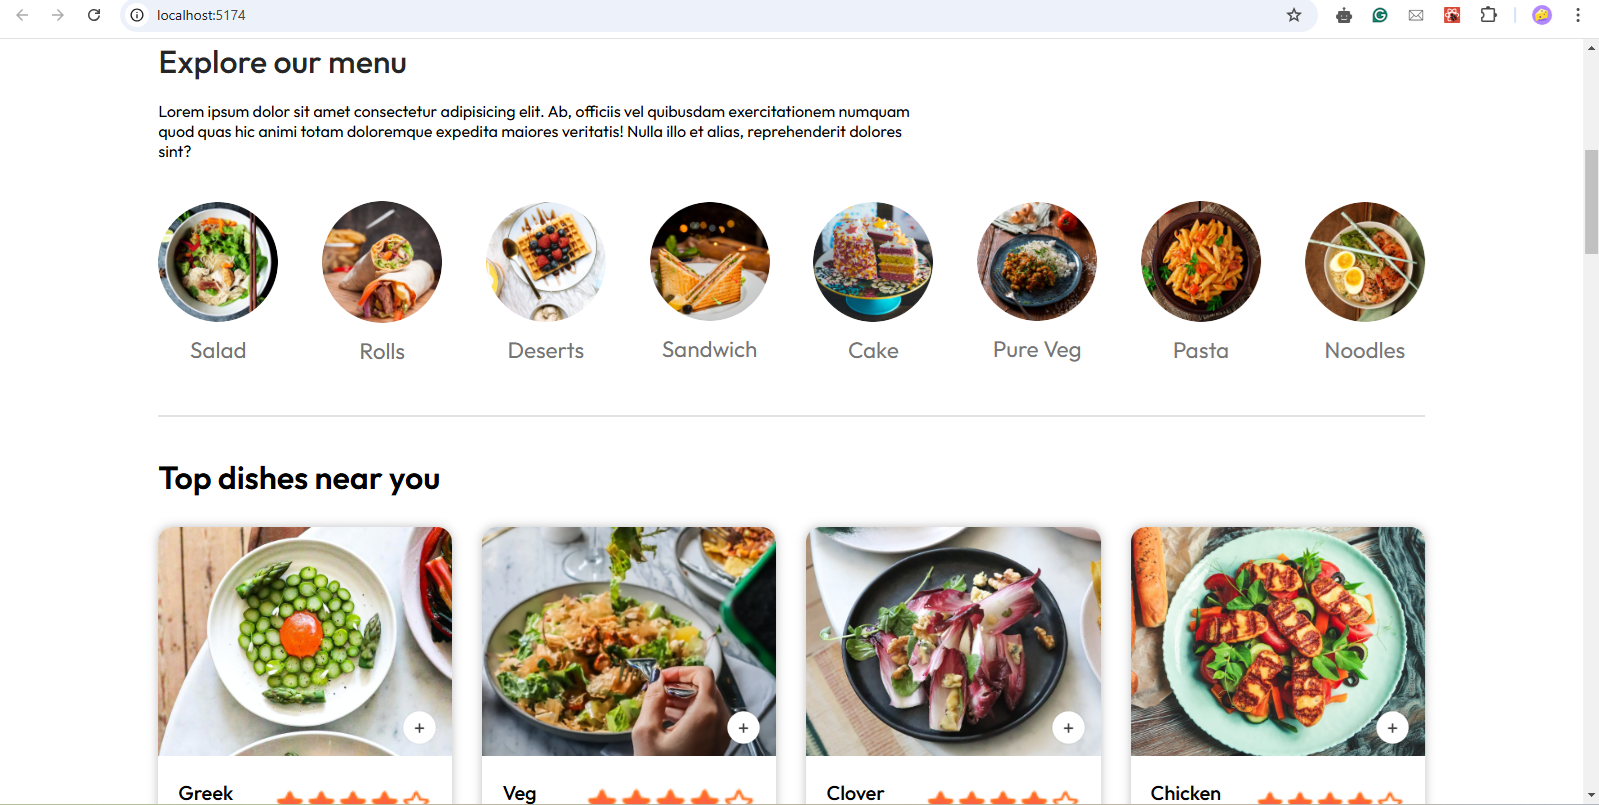 localhost:5174
Explore our menu
Lorem ipsum dolor sit amet consectetur adipisicing elit. Ab, officiis vel quibusdam exercitationem numquam
quod quas hic animi totam doloremque expedita maiores veritatis! Nulla illo et alias, reprehenderit dolores
sint?
Salad
Rolls
Deserts
Sandwich
Cake
Pure Veg
Pasta
Noodles
Top dishes near you
Greek
Veg
Clover
Chicken